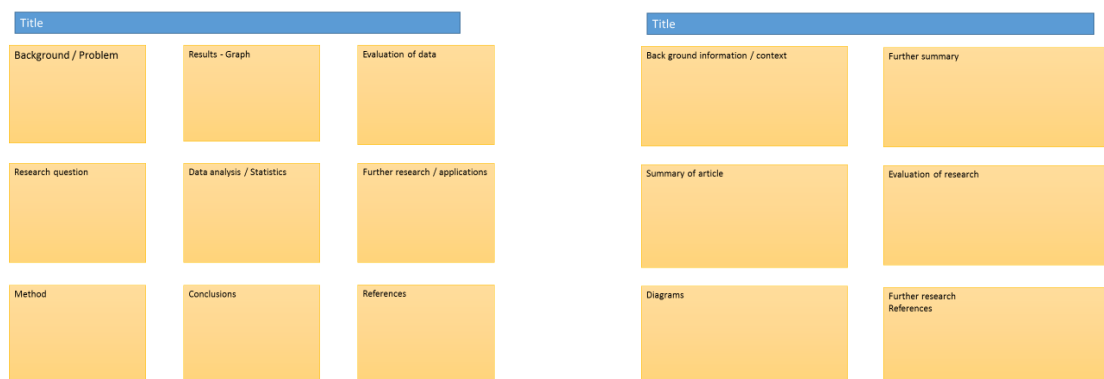 Title
Background / Problem
Research question
Method
Results - Graph
Data analysis / Statistics
Conclusions
Evaluation of data
Further research / applications
References
Title
Back ground information / context
Summary of article
Diagrams
Further summary
Evaluation of research
Further research
References